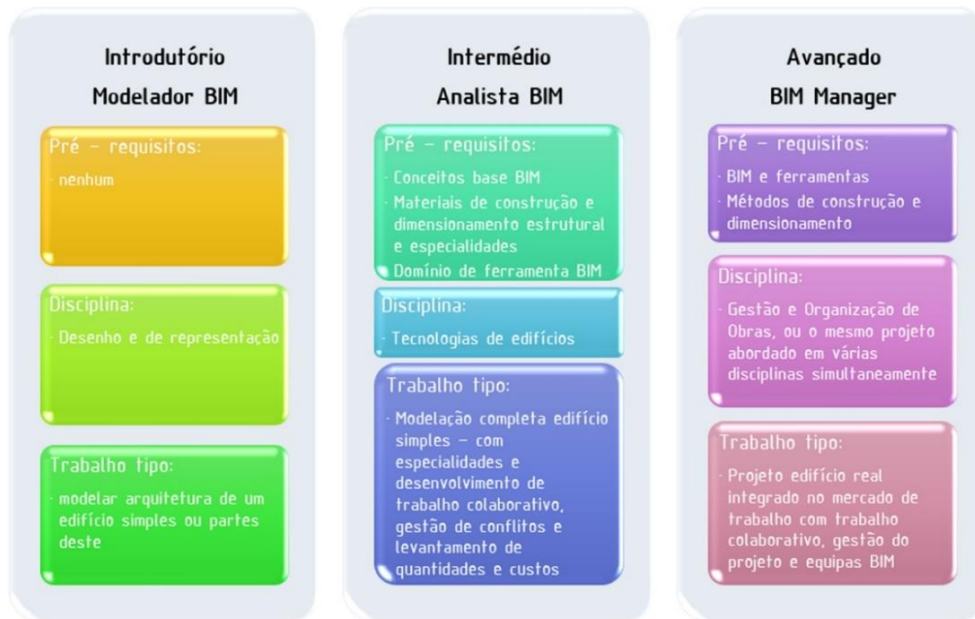 Introdutório
Modelador BIM
Pré - requisitos:
· nenhum
Disciplina:
· Desenho e de representação
Trabalho tipo:
· modelar arquitetura de um
edifício simples ou partes
deste
Intermédio
Analista BIM
Pré - requisitos:
· Conceitos base BIM
· Materiais de construção e
dimensionamento estrutural
e especialidades
· Domínio de ferramenta BIM
Disciplina:
· Tecnologias de edifícios
Trabalho tipo:
· Modelação completa edifício
simples – com
especialidades e
desenvolvimento de
trabalho colaborativo,
gestão de conflitos e
levantamento de
quantidades e custos
Avançado
BIM Manager
Pré - requisitos:
· BIM e ferramentas
· Métodos de construção e
dimensionamento
Disciplina:
· Gestão e Organização de
Obras, ou o mesmo projeto
abordado em várias
disciplinas simultaneamente
Trabalho tipo:
· Projeto edifício real
integrado no mercado de
trabalho com trabalho
colaborativo, gestão do
projeto e equipas BIM